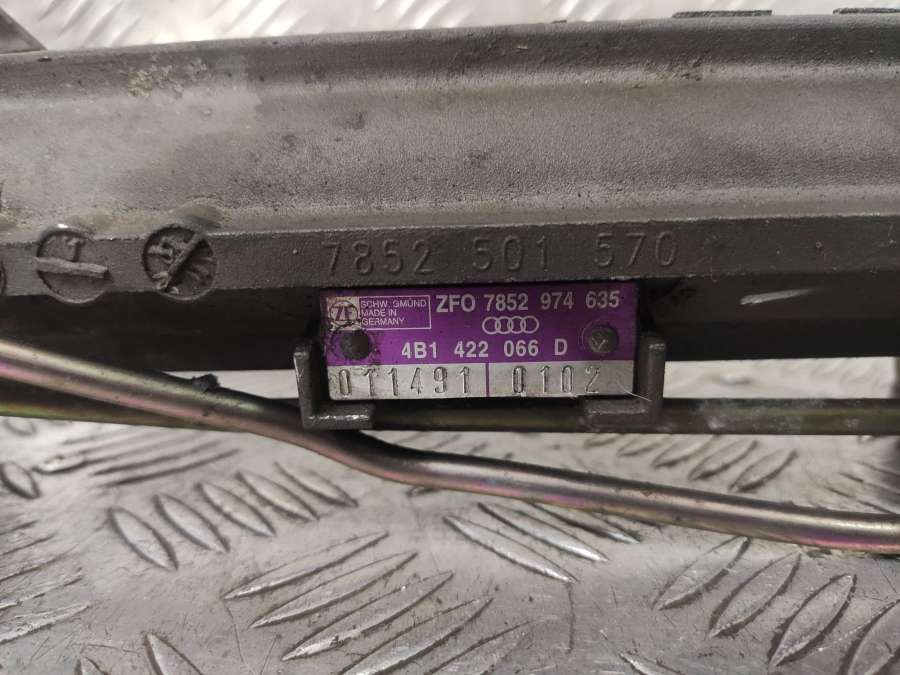 7852 501 570
ZF
SCHW. GMÜND
MADE IN
GERMANY
ZFO 7852 974 635
4B1 422 066 D
011491 0102